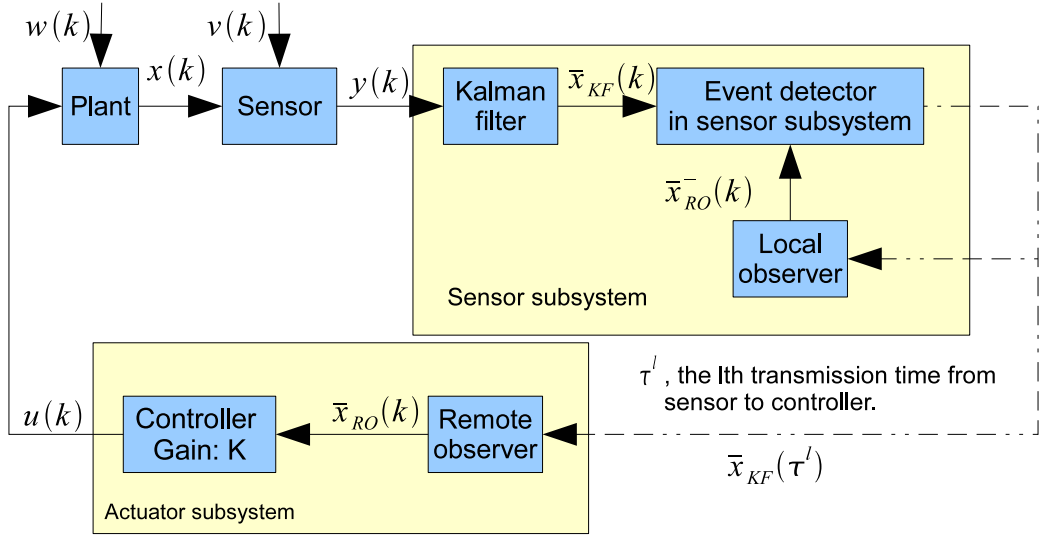 w(k)
v(k)
x(k)
y(k)
x̄_KF(k)
Plant
Sensor
Kalman
filter
Event detector
in sensor subsystem
x̄⁻_RO(k)
Local
observer
Sensor subsystem
τ^l , the lth transmission time from
sensor to controller.
u(k)
Controller
Gain: K
x̄_RO(k)
Remote
observer
x̄_KF(τ^l)
Actuator subsystem